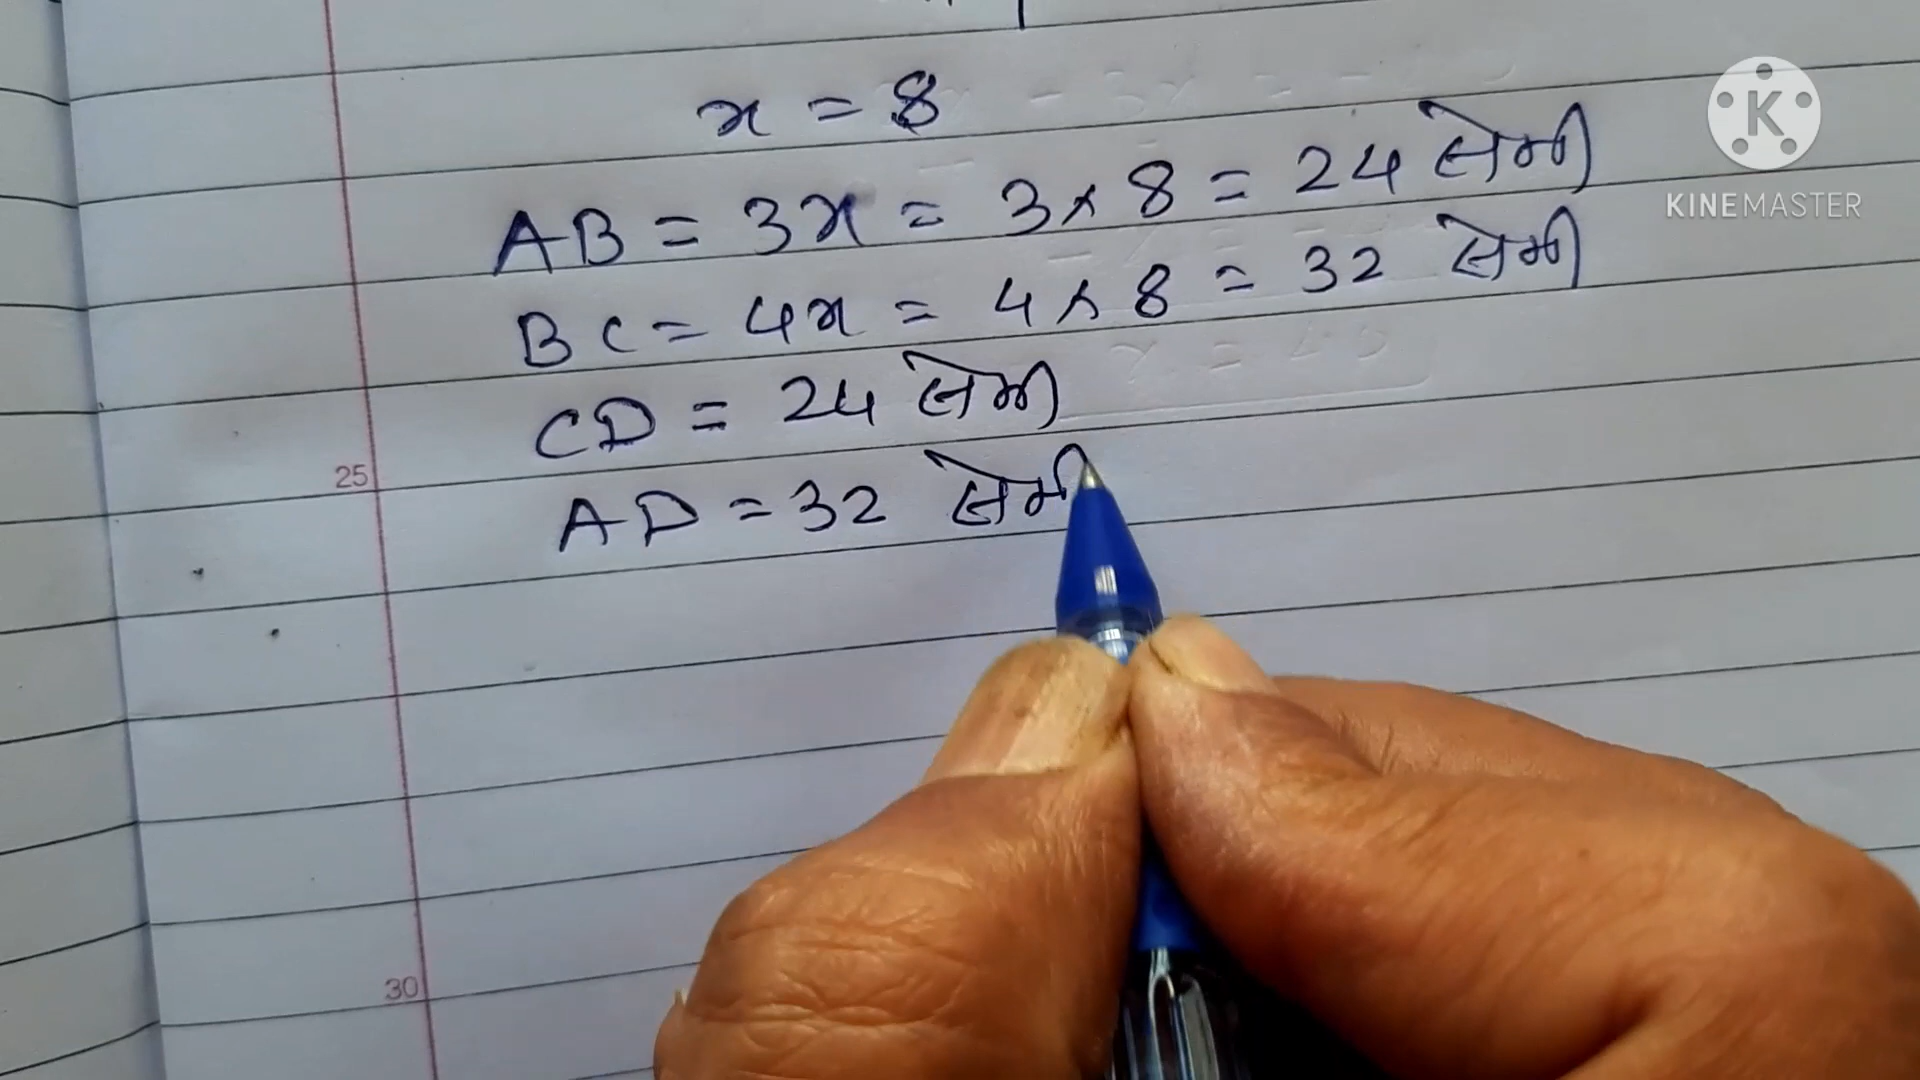 x = 8
AB = 3x = 3 × 8 = 24 सेमी
BC = 4x = 4 × 8 = 32 सेमी
CD = 24 सेमी
AD = 32 सेमी
25
30
K
KINEMASTER